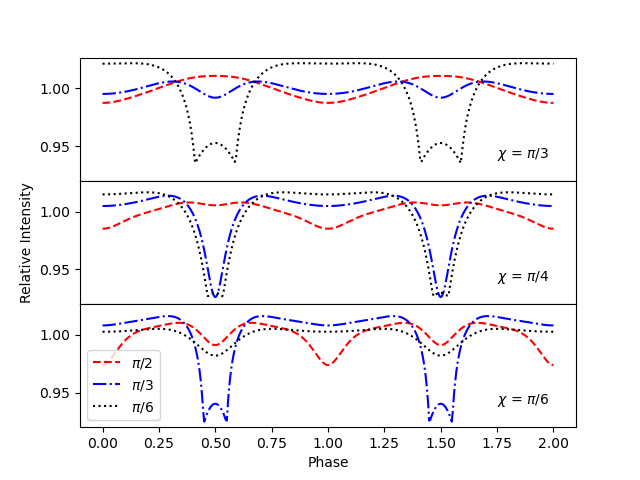 1.00
0.95
χ = π/3
1.00
0.95
χ = π/4
1.00
0.95
χ = π/6
π/2
π/3
π/6
0.00 0.25 0.50 0.75 1.00 1.25 1.50 1.75 2.00
Phase
Relative Intensity